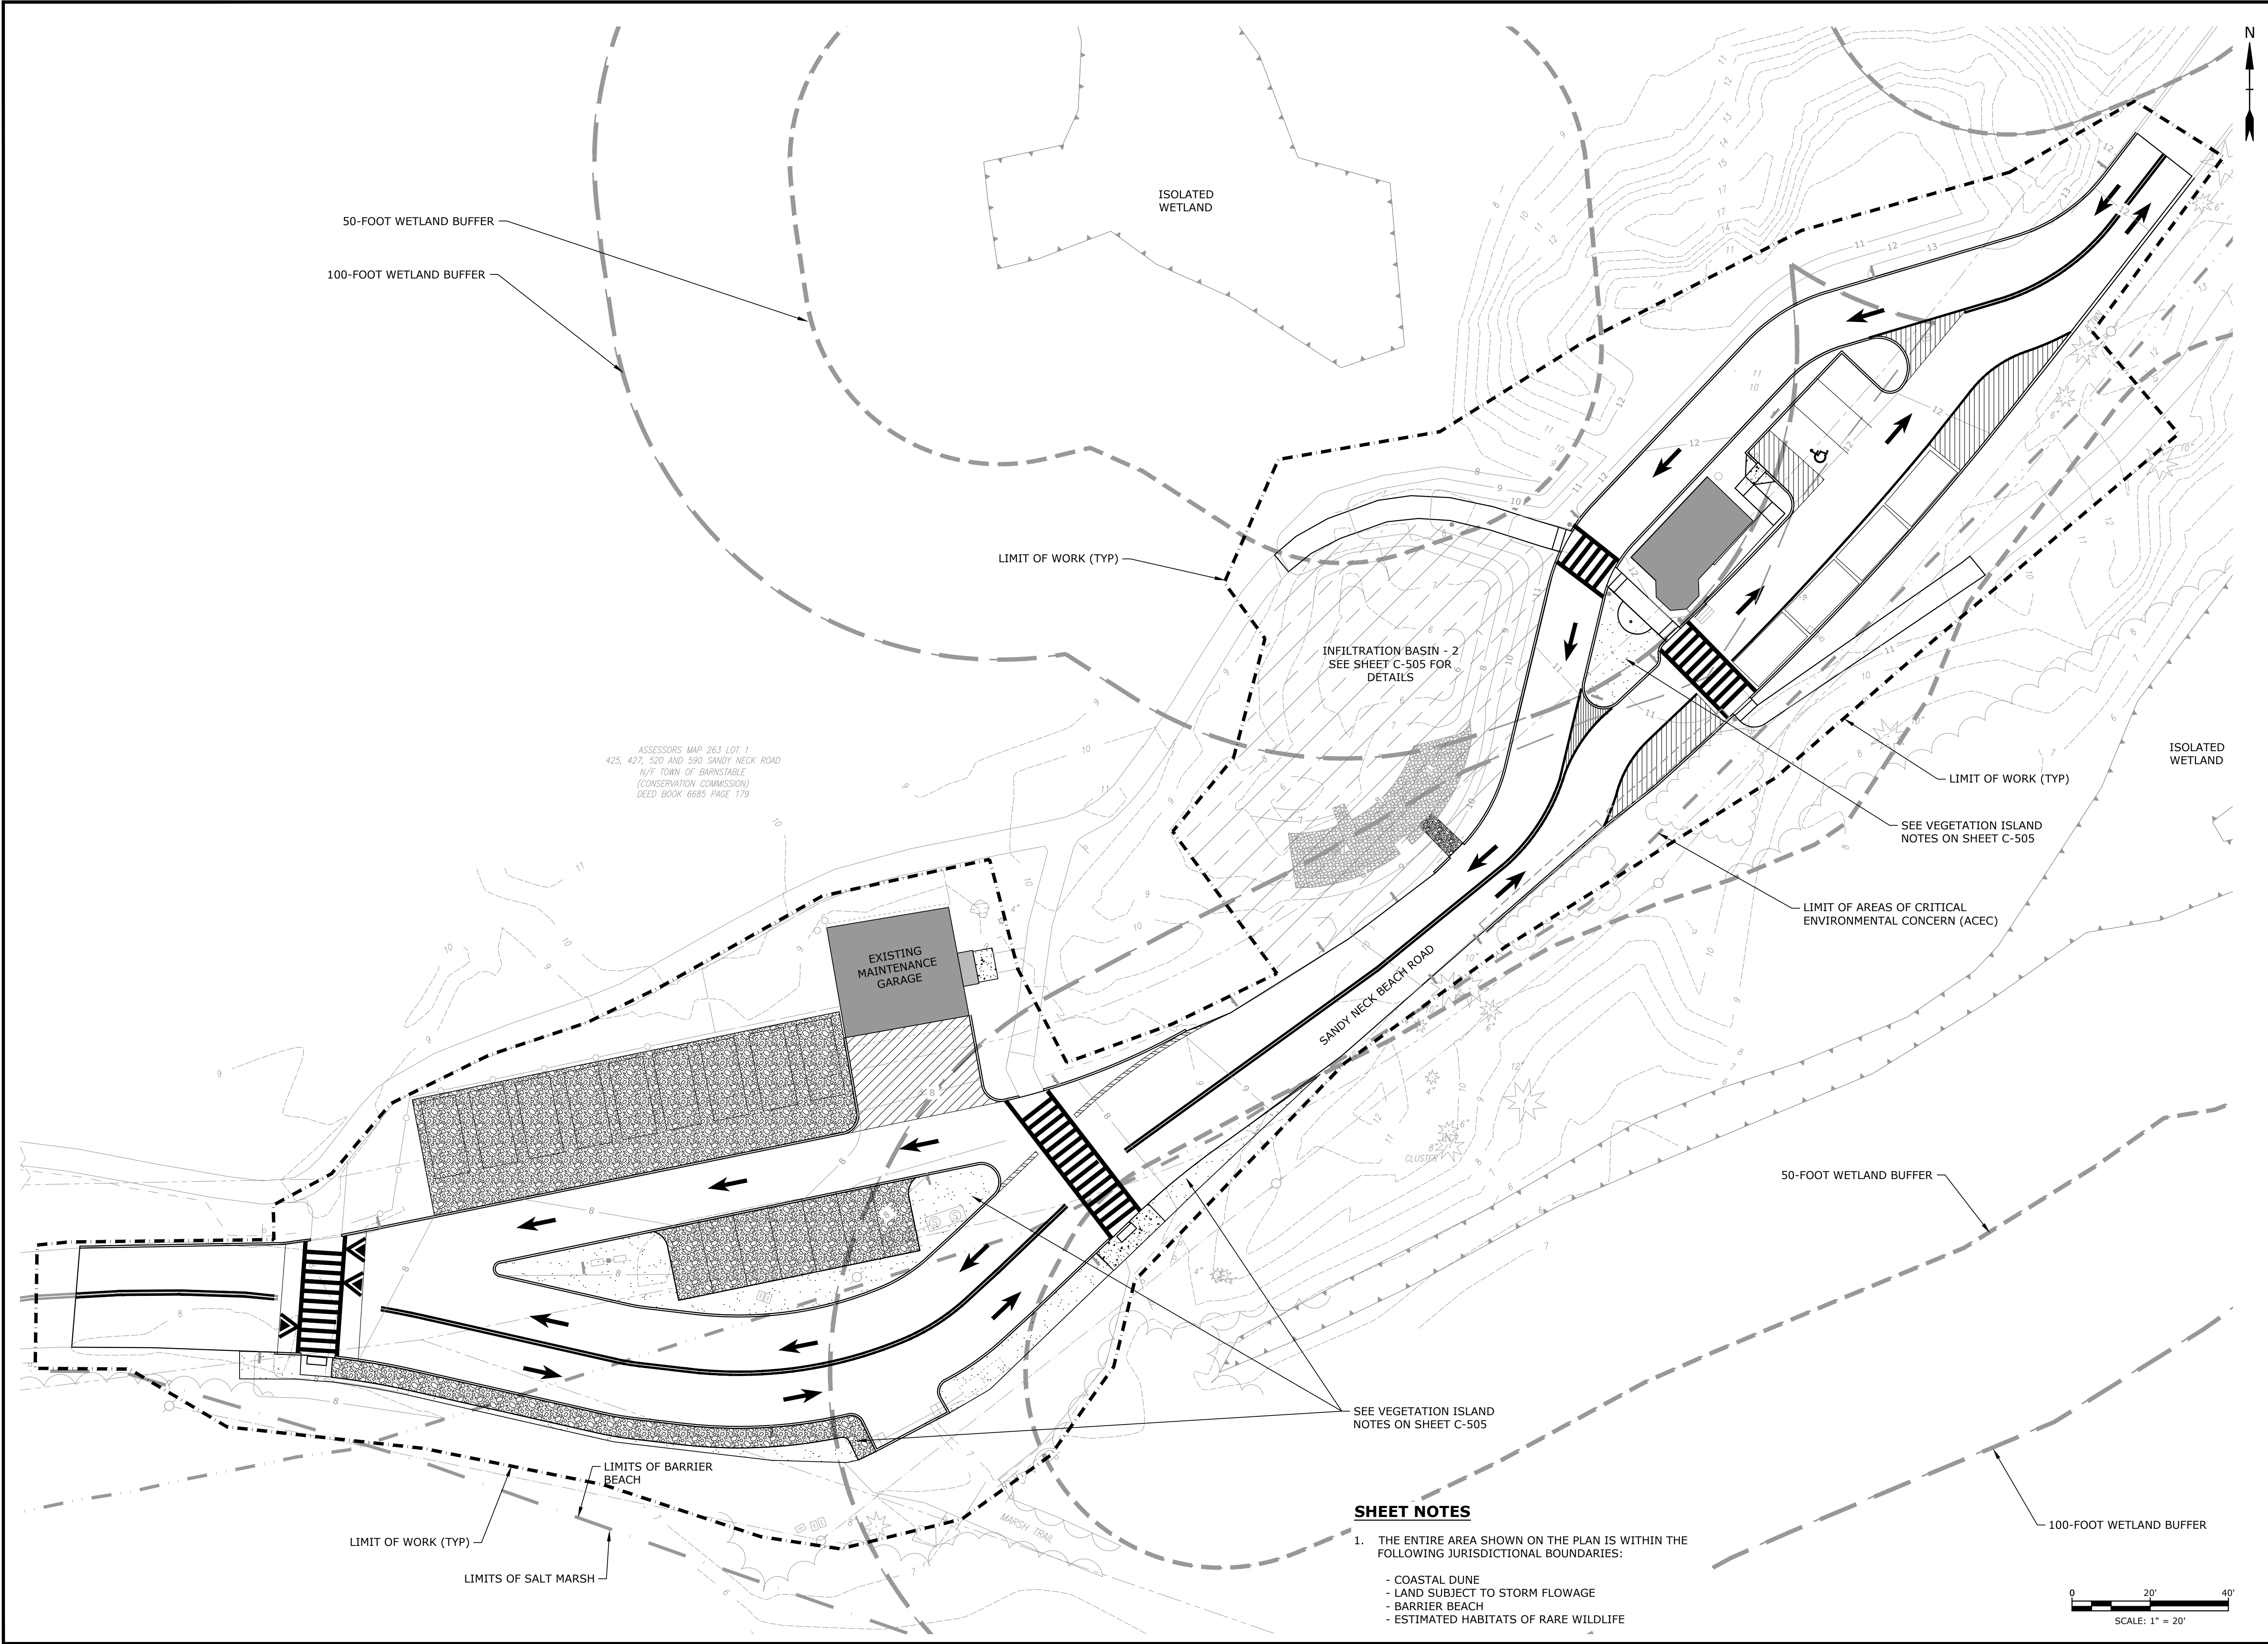 N
ISOLATED
WETLAND
50-FOOT WETLAND BUFFER
100-FOOT WETLAND BUFFER
LIMIT OF WORK (TYP)
INFILTRATION BASIN - 2
SEE SHEET C-505 FOR
DETAILS
ASSESSORS MAP 263 LOT 1
425, 427, 520 AND 590 SANDY NECK ROAD
N/F TOWN OF BARNSTABLE
(CONSERVATION COMMISSION)
DEED BOOK 6685 PAGE 179
ISOLATED
WETLAND
LIMIT OF WORK (TYP)
SEE VEGETATION ISLAND
NOTES ON SHEET C-505
LIMIT OF AREAS OF CRITICAL
ENVIRONMENTAL CONCERN (ACEC)
EXISTING
MAINTENANCE
GARAGE
SANDY NECK BEACH ROAD
CLUSTER
50-FOOT WETLAND BUFFER
SEE VEGETATION ISLAND
NOTES ON SHEET C-505
LIMITS OF BARRIER
BEACH
LIMIT OF WORK (TYP)
LIMITS OF SALT MARSH
MARSH TRAIL
100-FOOT WETLAND BUFFER
SHEET NOTES
1. THE ENTIRE AREA SHOWN ON THE PLAN IS WITHIN THE
FOLLOWING JURISDICTIONAL BOUNDARIES:
- COASTAL DUNE
- LAND SUBJECT TO STORM FLOWAGE
- BARRIER BEACH
- ESTIMATED HABITATS OF RARE WILDLIFE
0 20' 40'
SCALE: 1" = 20'